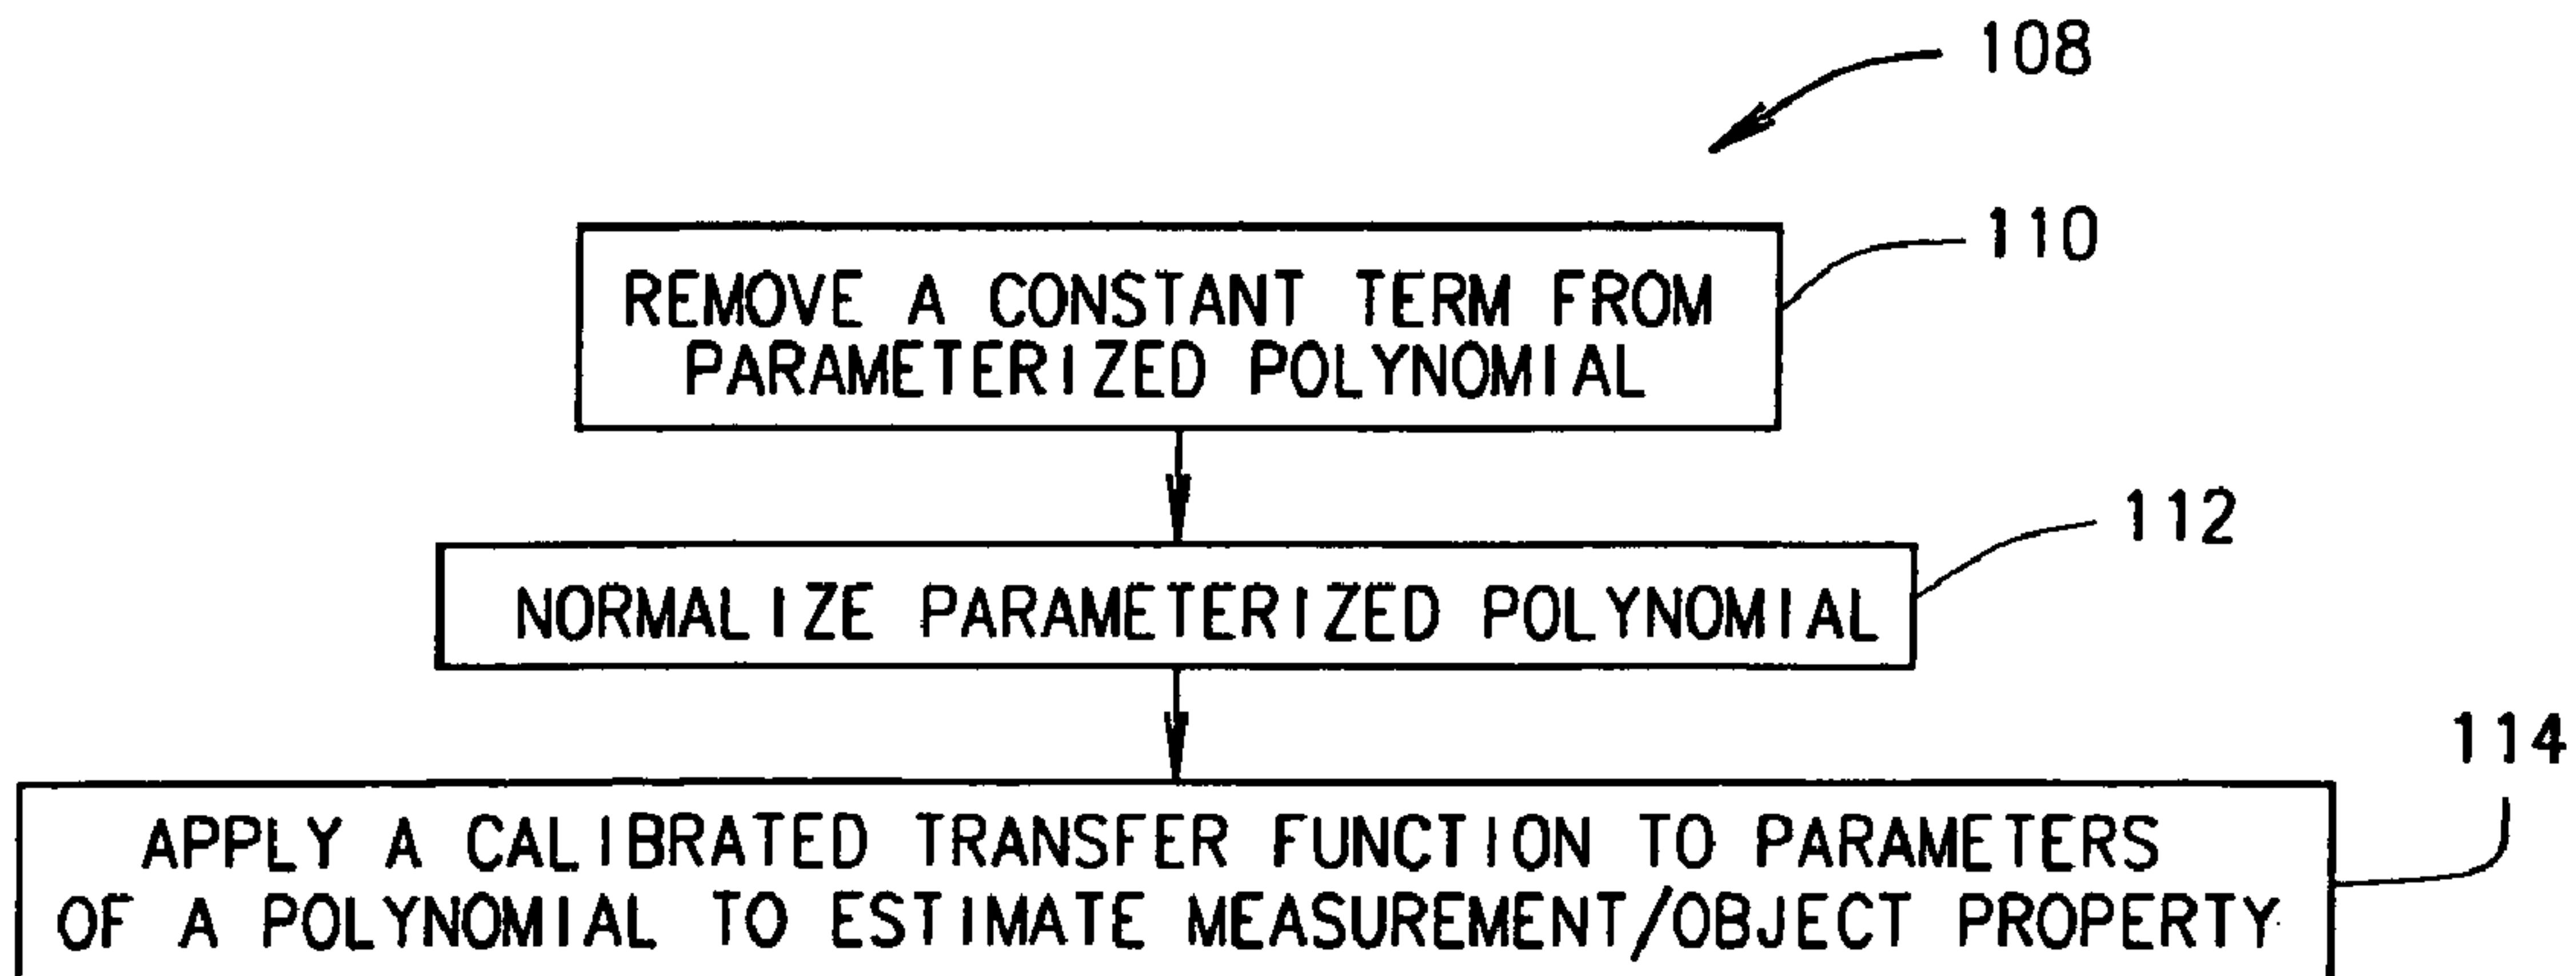 108
110
REMOVE A CONSTANT TERM FROM
PARAMETERIZED POLYNOMIAL
112
NORMALIZE PARAMETERIZED POLYNOMIAL
114
APPLY A CALIBRATED TRANSFER FUNCTION TO PARAMETERS
OF A POLYNOMIAL TO ESTIMATE MEASUREMENT/OBJECT PROPERTY